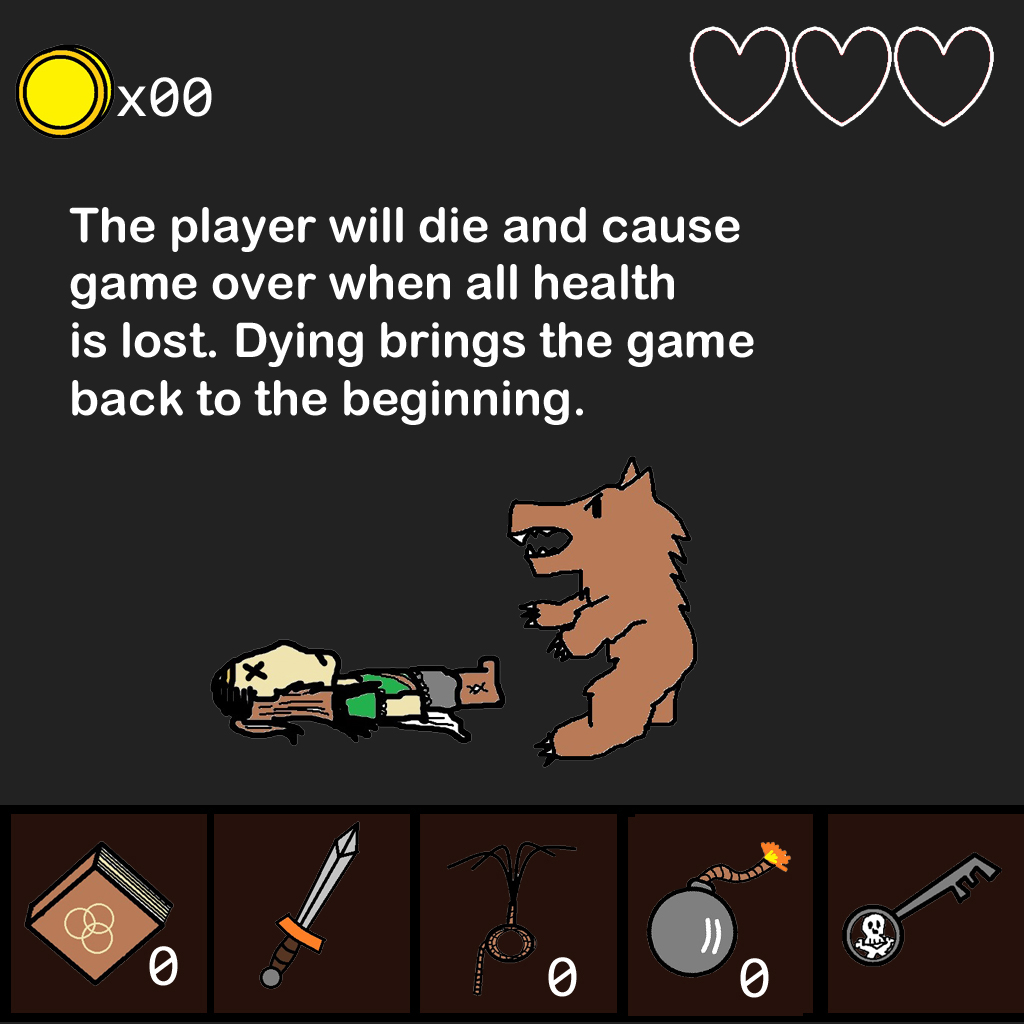 x00
The player will die and cause
game over when all health
is lost. Dying brings the game
back to the beginning.
0
0
0